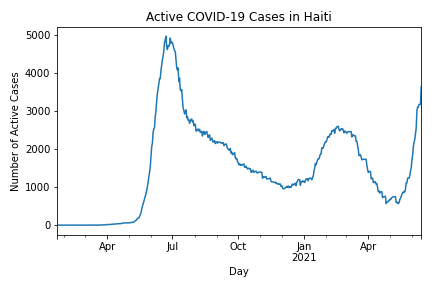 Active COVID-19 Cases in Haiti
Number of Active Cases
5000
4000
3000
2000
1000
0
Apr
Jul
Oct
Jan
2021
Apr
Day